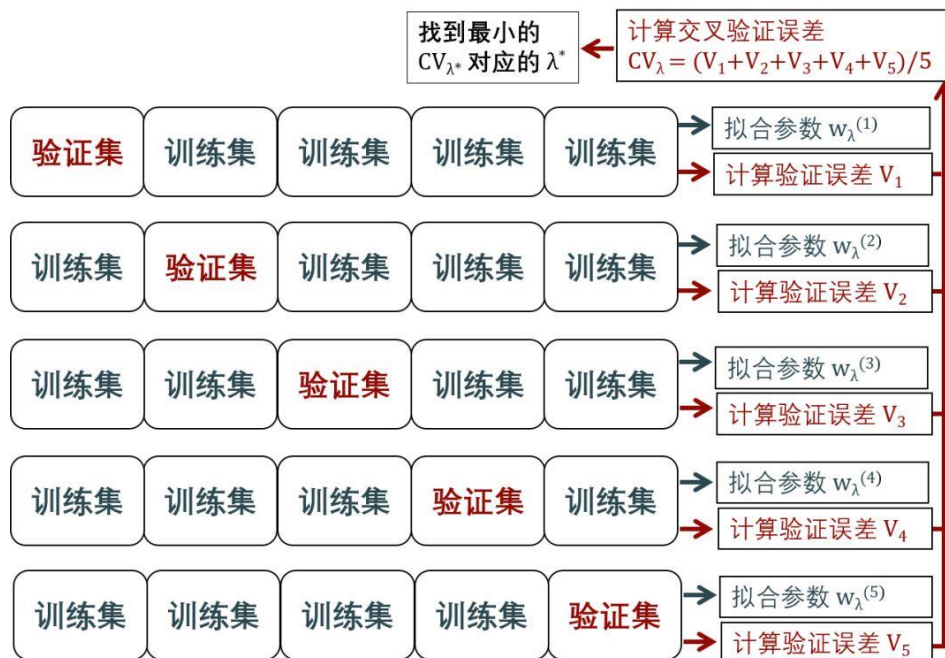 找到最小的
CV_λ* 对应的 λ*
计算交叉验证误差
CV_λ = (V₁+V₂+V₃+V₄+V₅)/5
验证集 训练集 训练集 训练集 训练集
拟合参数 w_λ⁽¹⁾
计算验证误差 V₁
训练集 验证集 训练集 训练集 训练集
拟合参数 w_λ⁽²⁾
计算验证误差 V₂
训练集 训练集 验证集 训练集 训练集
拟合参数 w_λ⁽³⁾
计算验证误差 V₃
训练集 训练集 训练集 验证集 训练集
拟合参数 w_λ⁽⁴⁾
计算验证误差 V₄
训练集 训练集 训练集 训练集 验证集
拟合参数 w_λ⁽⁵⁾
计算验证误差 V₅